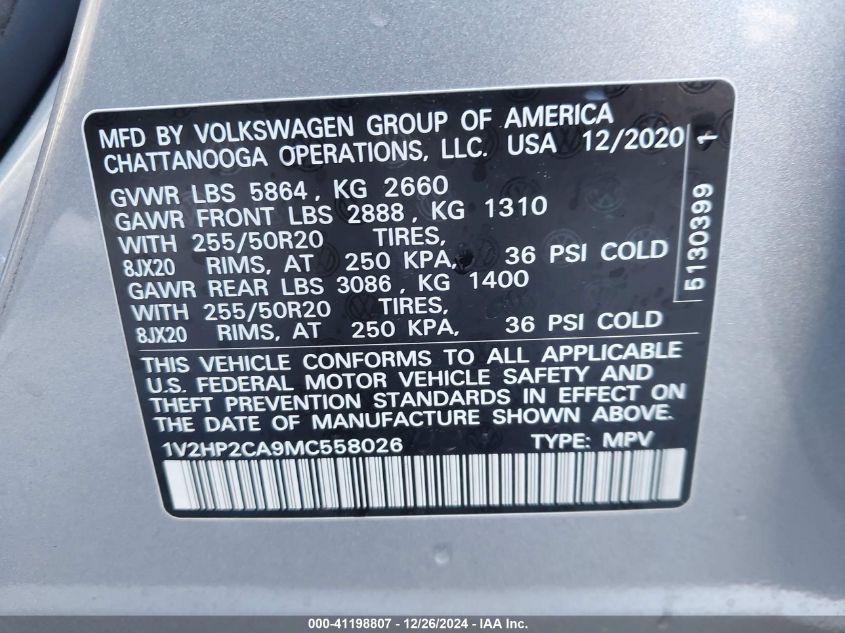 MFD BY VOLKSWAGEN GROUP OF AMERICA
CHATTANOOGA OPERATIONS, LLC. USA 12/2020
GVWR LBS 5864, KG 2660
GAWR FRONT LBS 2888, KG 1310
WITH 255/50R20 TIRES,
8JX20 RIMS, AT 250 KPA, 36 PSI COLD
GAWR REAR LBS 3086, KG 1400
WITH 255/50R20 TIRES,
8JX20 RIMS, AT 250 KPA, 36 PSI COLD
THIS VEHICLE CONFORMS TO ALL APPLICABLE
U.S. FEDERAL MOTOR VEHICLE SAFETY AND
THEFT PREVENTION STANDARDS IN EFFECT ON
THE DATE OF MANUFACTURE SHOWN ABOVE.
1V2HP2CA9MC558026 TYPE: MPV
5130399 1
000-41198807 - 12/26/2024 - IAA Inc.